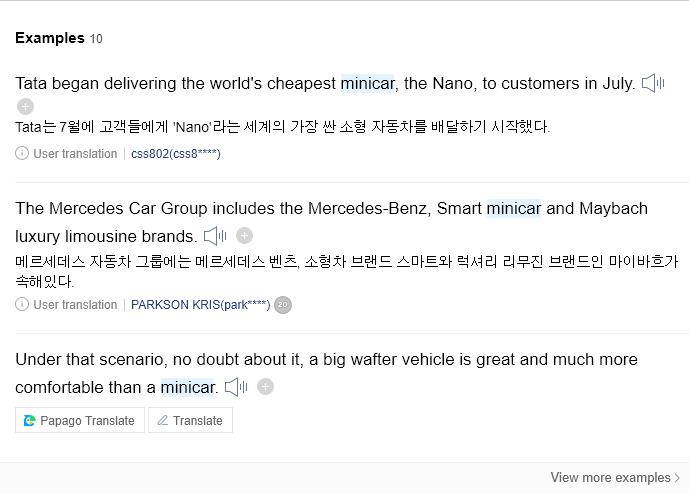 Examples 10
Tata began delivering the world's cheapest minicar, the Nano, to customers in July.
Tata는 7월에 고객들에게 'Nano'라는 세계의 가장 싼 소형 자동차를 배달하기 시작했다.
User translation css802(css8****)
The Mercedes Car Group includes the Mercedes-Benz, Smart minicar and Maybach
luxury limousine brands.
메르세데스 자동차 그룹에는 메르세데스 벤츠, 소형차 브랜드 스마트와 럭셔리 리무진 브랜드인 마이바흐가
속해있다.
User translation PARKSON KRIS(park****) 20
Under that scenario, no doubt about it, a big wafter vehicle is great and much more
comfortable than a minicar.
Papago Translate Translate
View more examples